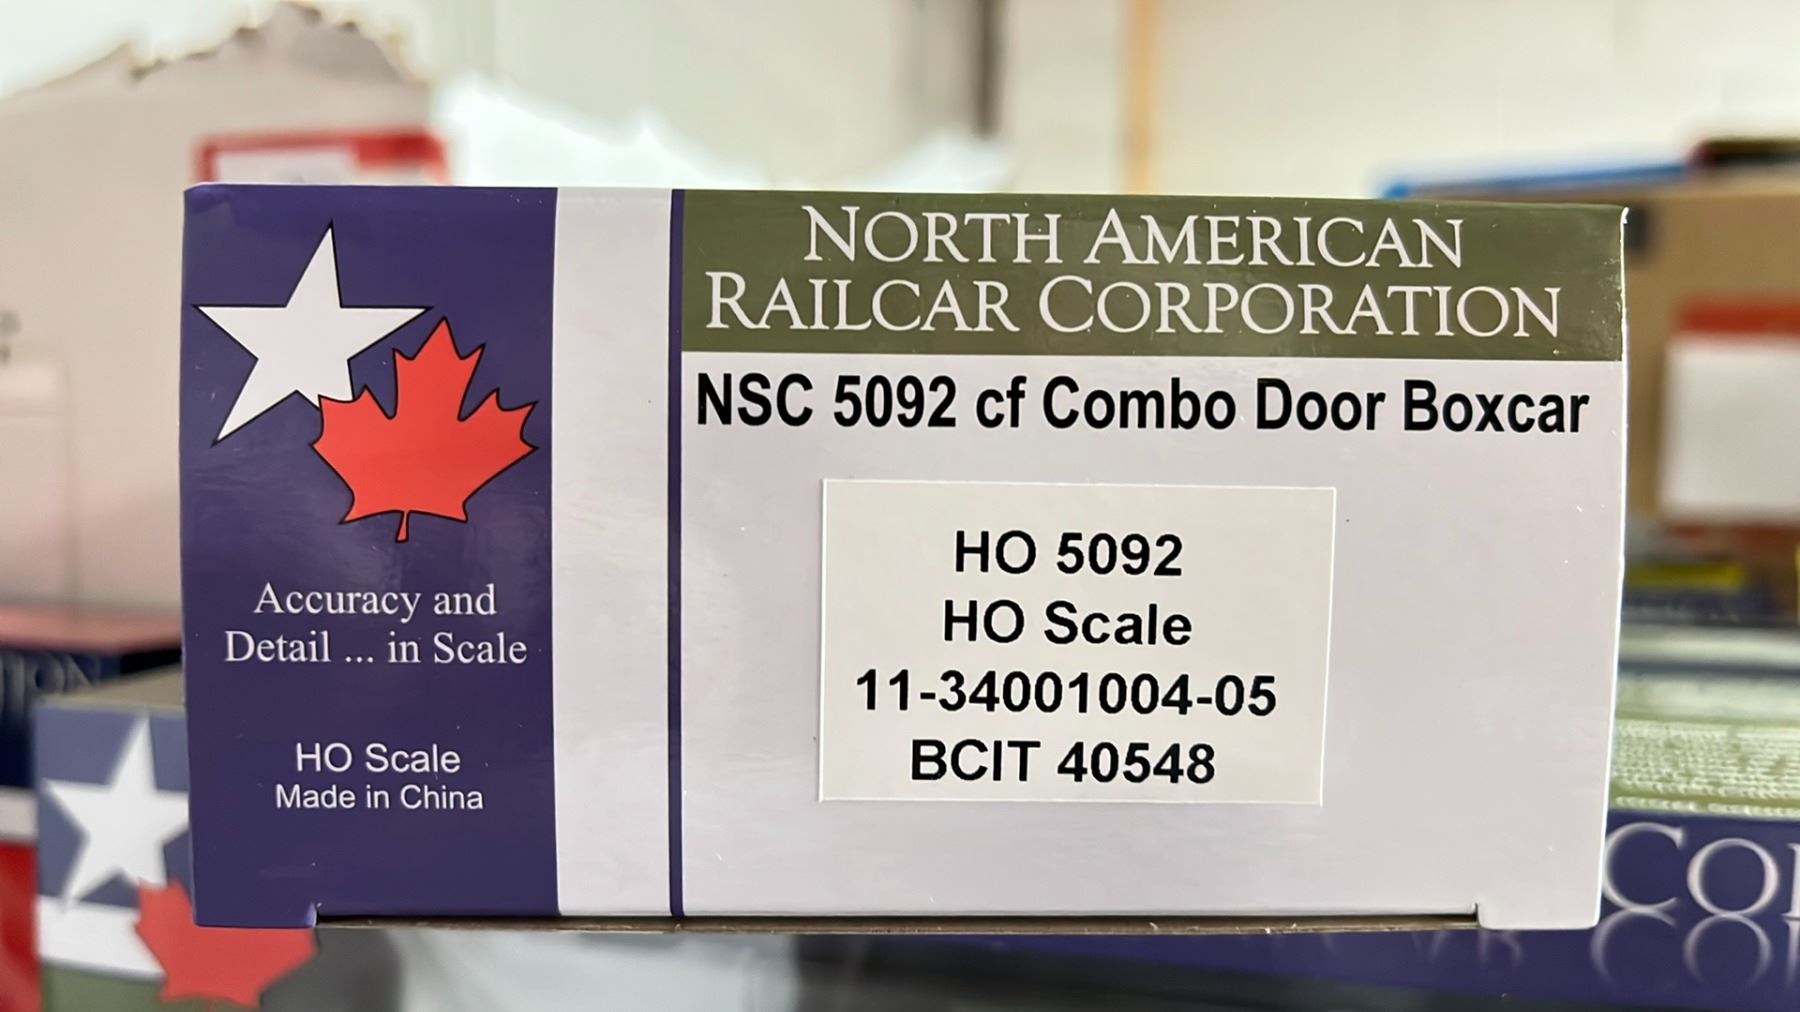 NORTH AMERICAN
RAILCAR CORPORATION
NSC 5092 cf Combo Door Boxcar
HO 5092
HO Scale
11-34001004-05
BCIT 40548
Accuracy and
Detail ... in Scale
HO Scale
Made in China